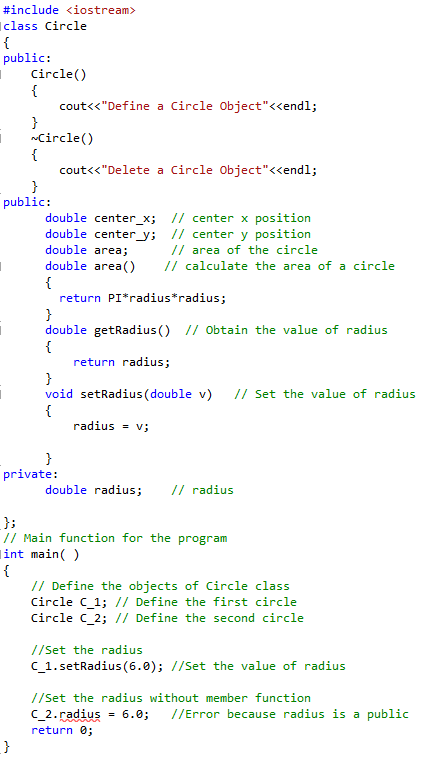 #include <iostream>
class Circle
{
public:
    Circle()
    {
        cout<<"Define a Circle Object"<<endl;
    }
    ~Circle()
    {
        cout<<"Delete a Circle Object"<<endl;
    }
public:
      double center_x;  // center x position
      double center_y;  // center y position
      double area;      // area of the circle
      double area()    // calculate the area of a circle
      {
        return PI*radius*radius;
      }
      double getRadius()  // Obtain the value of radius
      {
          return radius;
      }
      void setRadius(double v)   // Set the value of radius
      {
          radius = v;

      }
private:
      double radius;    // radius

};
// Main function for the program
int main( )
{
    // Define the objects of Circle class
    Circle C_1; // Define the first circle
    Circle C_2; // Define the second circle

    //Set the radius
    C_1.setRadius(6.0); //Set the value of radius

    //Set the radius without member function
    C_2.radius = 6.0;   //Error because radius is a public
    return 0;
}